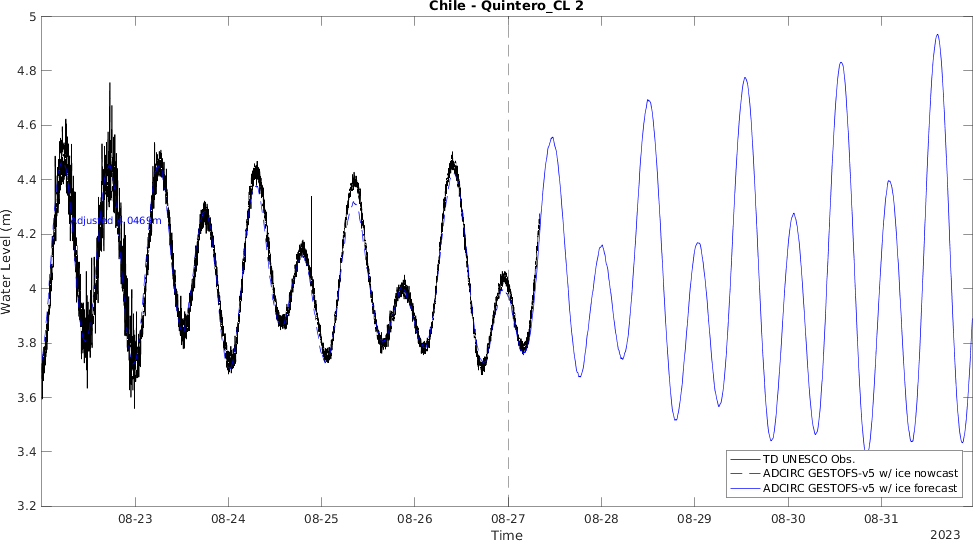 Chile - Quintero_CL 2
Water Level (m)
5
4.8
4.6
4.4
4.2
4
3.8
3.6
3.4
3.2
0469m
TD UNESCO Obs.
ADCIRC GESTOFS-v5 w/ ice nowcast
ADCIRC GESTOFS-v5 w/ ice forecast
08-23
08-24
08-25
08-26
08-27
08-28
08-29
08-30
08-31
Time
2023